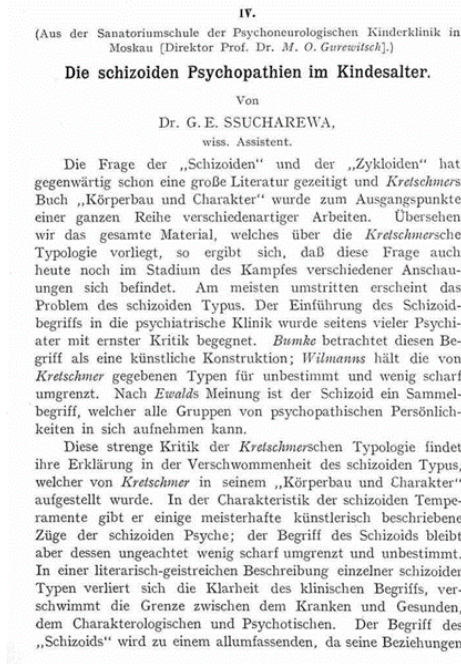 IV.
(Aus der Sanatoriumschule der Psychoneurologischen Kinderklinik in
Moskau [Direktor Prof. Dr. M. O. Gurewitsch].)
Die schizoiden Psychopathien im Kindesalter.
Von
Dr. G. E. SSUCHAREWA,
wiss. Assistent.
Die Frage der „Schizoiden“ und der „Zykloiden“ hat
gegenwärtig schon eine große Literatur gezeitigt und Kretschmers
Buch „Körperbau und Charakter“ wurde zum Ausgangspunkte
einer ganzen Reihe verschiedenartiger Arbeiten. Übersehen
wir das gesamte Material, welches über die Kretschmersche
Typologie vorliegt, so ergibt sich, daß diese Frage auch
heute noch im Stadium des Kampfes verschiedener Anschau-
ungen sich befindet. Am meisten umstritten erscheint das
Problem des schizoiden Typus. Der Einführung des Schizoid-
begriffs in die psychiatrische Klinik wurde seitens vieler Psychi-
ater mit ernster Kritik begegnet. Bumke betrachtet diesen Be-
griff als eine künstliche Konstruktion; Wilmanns hält die von
Kretschmer gegebenen Typen für unbestimmt und wenig scharf
umgrenzt. Nach Ewalds Meinung ist der Schizoid ein Sammel-
begriff, welcher alle Gruppen von psychopathischen Persönlich-
keiten in sich aufnehmen kann.
Diese strenge Kritik der Kretschmerschen Typologie findet
ihre Erklärung in der Verschwommenheit des schizoiden Typus,
welcher von Kretschmer in seinem „Körperbau und Charakter“
aufgestellt wurde. In der Charakteristik der schizoiden Tempe-
ramente gibt er einige meisterhafte künstlerisch beschriebene
Züge der schizoiden Psyche; der Begriff des Schizoids bleibt
aber dessen ungeachtet wenig scharf umgrenzt und unbestimmt.
In einer literarisch-geistreichen Beschreibung einzelner schizoider
Typen verliert sich die Klarheit des klinischen Begriffs, ver-
schwimmt die Grenze zwischen dem Kranken und Gesunden,
dem Charakterologischen und Psychotischen. Der Begriff des
„Schizoids“ wird zu einem allumfassenden, da seine Beziehungen